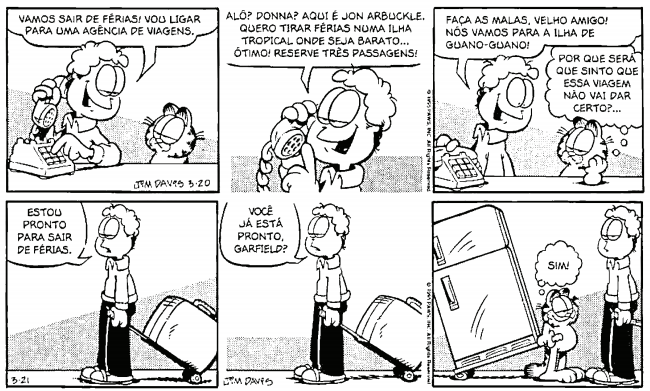 VAMOS SAIR DE FÉRIAS! VOU LIGAR
PARA UMA AGÊNCIA DE VIAGENS.
JIM DAVIS 3-20
ALÔ? DONNA? AQUI É JON ARBUCKLE.
QUERO TIRAR FÉRIAS NUMA ILHA
TROPICAL ONDE SEJA BARATO...
ÓTIMO! RESERVE TRÊS PASSAGENS!
FAÇA AS MALAS, VELHO AMIGO!
NÓS VAMOS PARA A ILHA DE
GUANO-GUANO!
POR QUE SERÁ
QUE SINTO QUE
ESSA VIAGEM
NÃO VAI DAR
CERTO?...
ESTOU
PRONTO
PARA SAIR
DE FÉRIAS.
3-21
VOCÊ
JÁ ESTÁ
PRONTO,
GARFIELD?
JIM DAVIS
SIM!